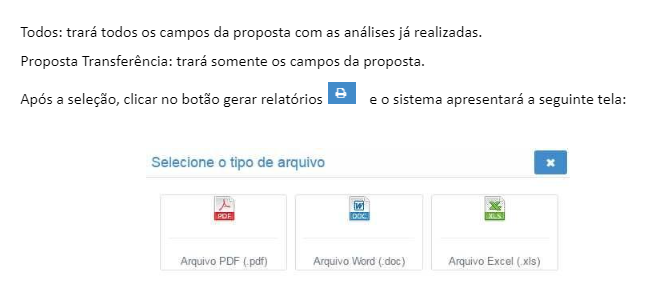 Todos: trará todos os campos da proposta com as análises já realizadas.
Proposta Transferência: trará somente os campos da proposta.
Após a seleção, clicar no botão gerar relatórios e o sistema apresentará a seguinte tela:
Selecione o tipo de arquivo
PDF DOC XLS
Arquivo PDF (.pdf) Arquivo Word (.doc) Arquivo Excel (.xls)